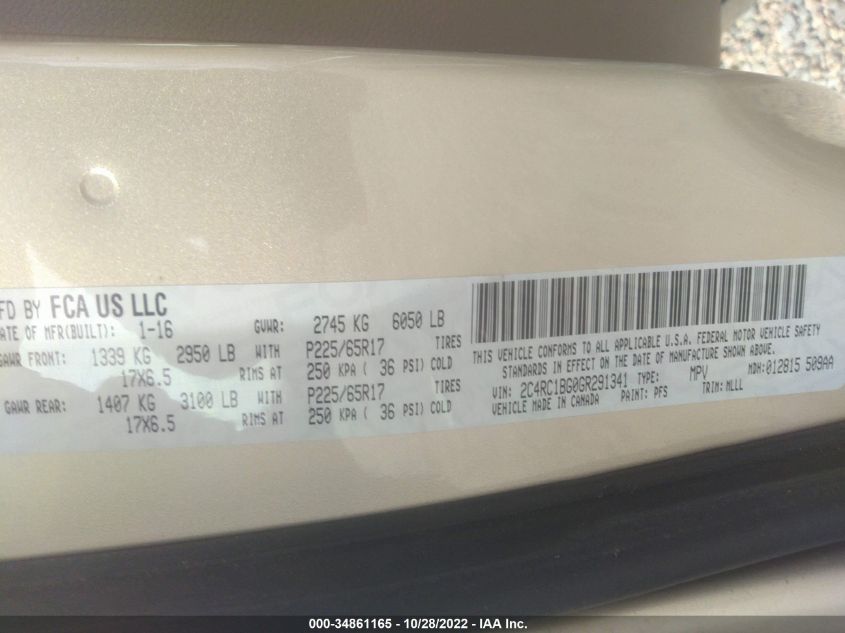 FD BY FCA US LLC
ATE OF MFR(BUILT): 1-16 GVWR: 2745 KG 6050 LB
GAWR FRONT: 1339 KG 2950 LB WITH P225/65R17 TIRES
17X6.5 RIMS AT 250 KPA ( 36 PSI) COLD
GAWR REAR: 1407 KG 3100 LB WITH P225/65R17 TIRES
17X6.5 RIMS AT 250 KPA ( 36 PSI) COLD
THIS VEHICLE CONFORMS TO ALL APPLICABLE U.S.A. FEDERAL MOTOR VEHICLE SAFETY
STANDARDS IN EFFECT ON THE DATE OF MANUFACTURE SHOWN ABOVE.
VIN: 2C4RC1BG0GR291341 TYPE: MPV MDH: 012815 509AA
VEHICLE MADE IN CANADA PAINT: PFS TRIM: MLLL
000-34861165 - 10/28/2022 - IAA Inc.